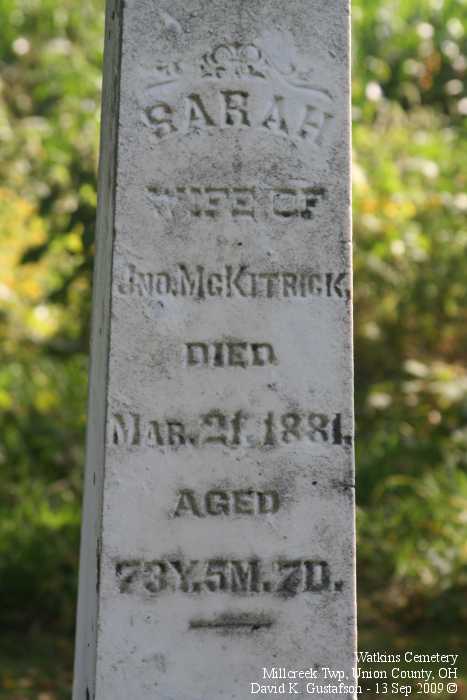 SARAH
WIFE OF
JNO. MCKITRICK,
DIED
MAR. 21. 1881.
AGED
73Y. 5M. 7D.
Watkins Cemetery
Millcreek Twp, Union County, OH
David K. Gustafson - 13 Sep 2009 ©